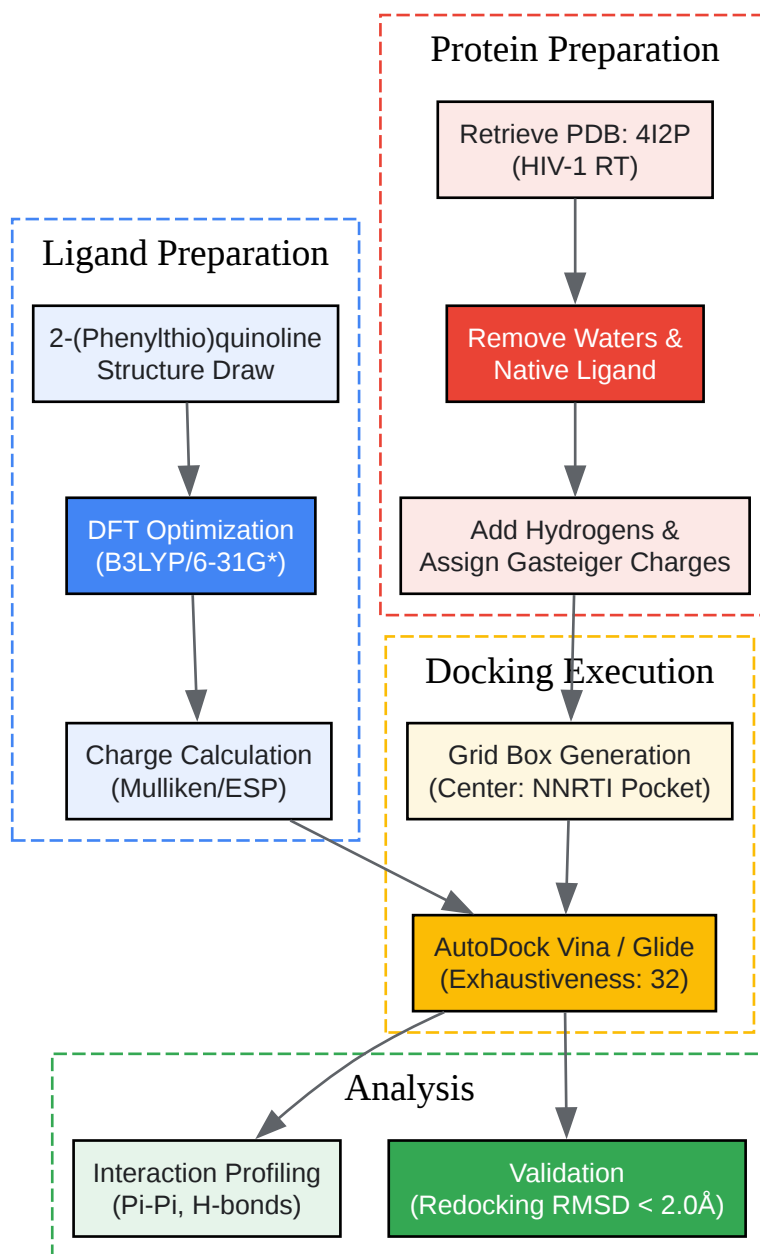 Protein Preparation
Retrieve PDB: 4I2P
(HIV-1 RT)
Remove Waters &
Native Ligand
Add Hydrogens &
Assign Gasteiger Charges
Ligand Preparation
2-(Phenylthio)quinoline
Structure Draw
DFT Optimization
(B3LYP/6-31G*)
Charge Calculation
(Mulliken/ESP)
Docking Execution
Grid Box Generation
(Center: NNRTI Pocket)
AutoDock Vina / Glide
(Exhaustiveness: 32)
Analysis
Interaction Profiling
(Pi-Pi, H-bonds)
Validation
(Redocking RMSD < 2.0Å)